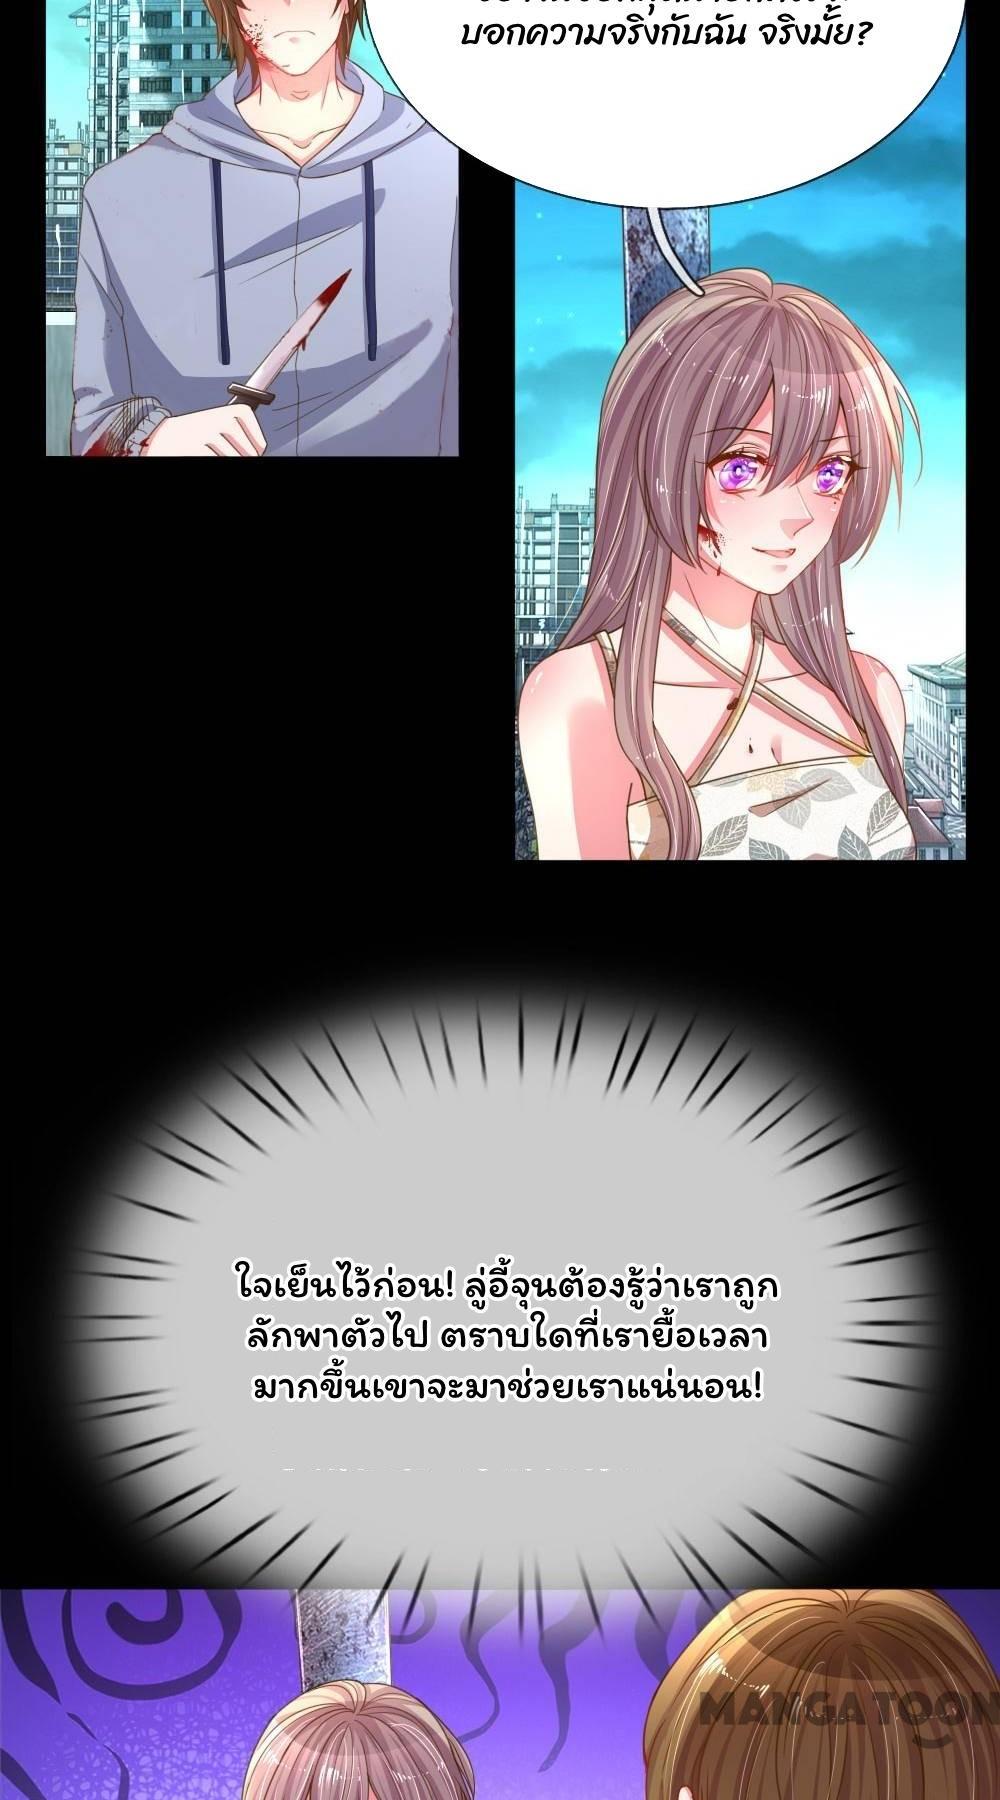 บอกความจริงกับฉัน จริงมั้ย?
ใจเย็นไว้ก่อน! ลู่อี้จุนต้องรู้ว่าเราถูก
ลักพาตัวไป ตราบใดที่เรายื้อเวลา
มากขึ้นเขาจะมาช่วยเราแน่นอน!
MANGATOON